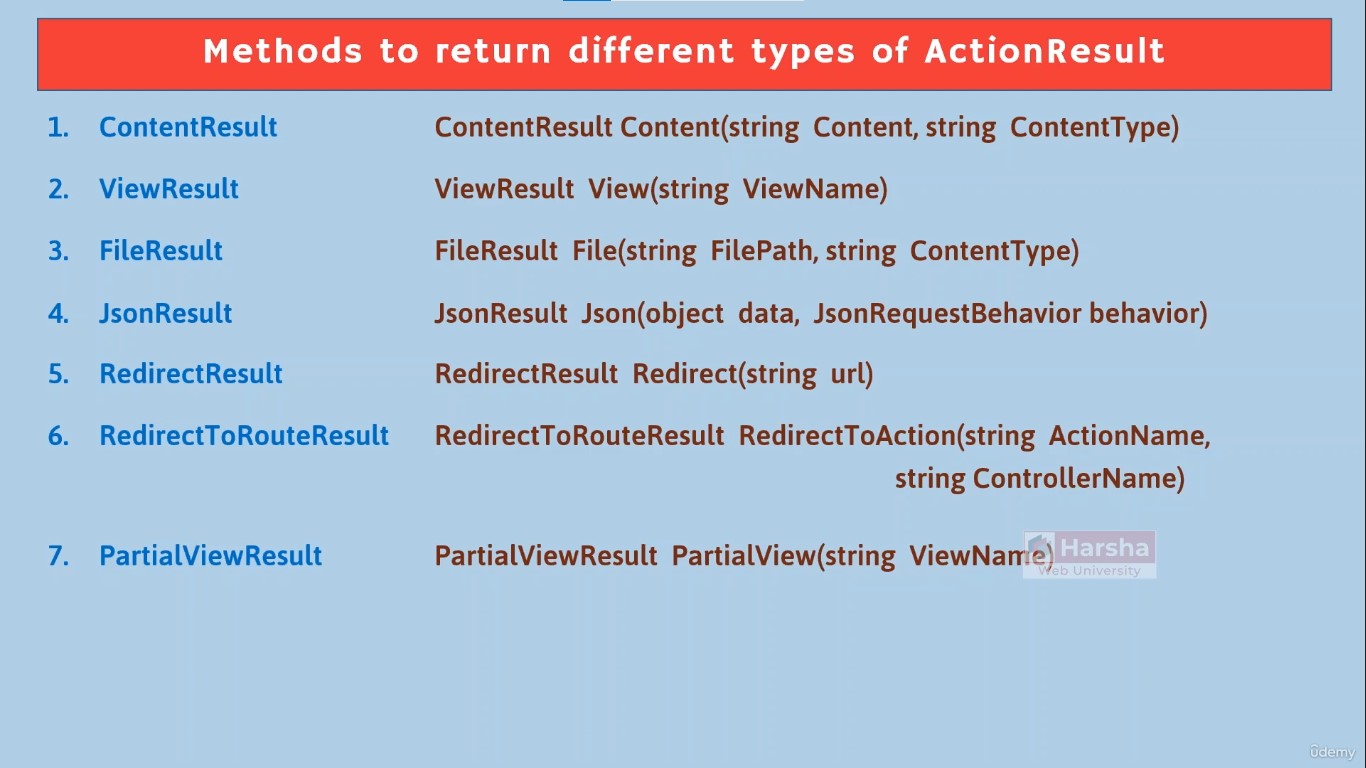 Methods to return different types of ActionResult
1. ContentResult ContentResult Content(string Content, string ContentType)
2. ViewResult ViewResult View(string ViewName)
3. FileResult FileResult File(string FilePath, string ContentType)
4. JsonResult JsonResult Json(object data, JsonRequestBehavior behavior)
5. RedirectResult RedirectResult Redirect(string url)
6. RedirectToRouteResult RedirectToRouteResult RedirectToAction(string ActionName,
string ControllerName)
7. PartialViewResult PartialViewResult PartialView(string ViewName)
Harsha
Web University
ûdemy